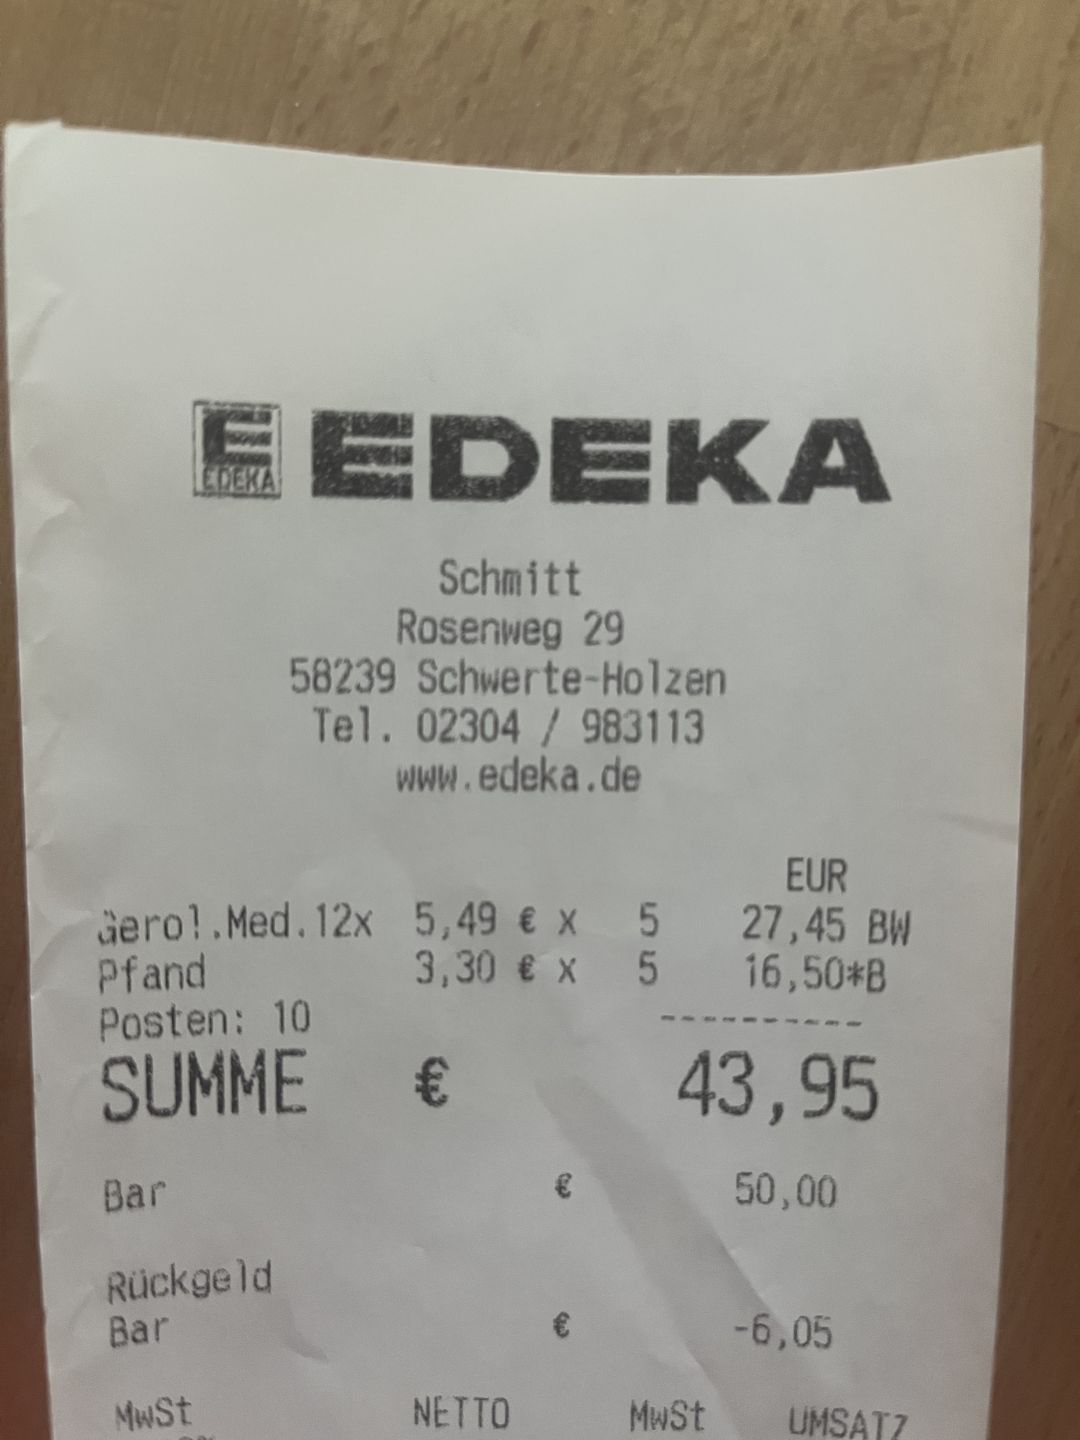 EDEKA
EDEKA
Schmitt
Rosenweg 29
58239 Schwerte-Holzen
Tel. 02304 / 983113
www.edeka.de
EUR
Gerol.Med.12x 5,49 € x 5 27,45 BW
Pfand 3,30 € x 5 16,50*B
Posten: 10
--------
SUMME € 43,95
Bar € 50,00
Rückgeld
Bar € -6,05
MwSt NETTO MwSt UMSATZ